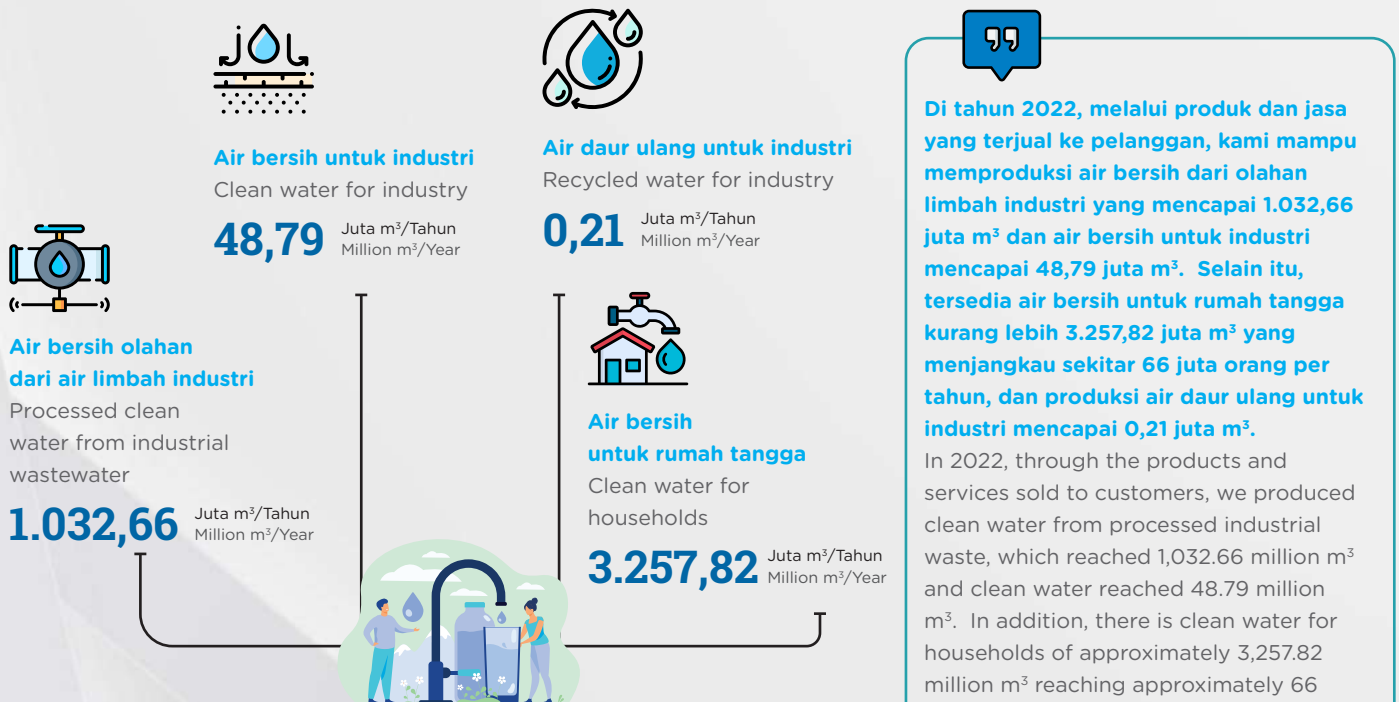 Air bersih untuk industri
Clean water for industry
48,79 Juta m³/Tahun
Million m³/Year
Air daur ulang untuk industri
Recycled water for industry
0,21 Juta m³/Tahun
Million m³/Year
Air bersih olahan
dari air limbah industri
Processed clean
water from industrial
wastewater
1.032,66 Juta m³/Tahun
Million m³/Year
Air bersih
untuk rumah tangga
Clean water for
households
3.257,82 Juta m³/Tahun
Million m³/Year
Di tahun 2022, melalui produk dan jasa
yang terjual ke pelanggan, kami mampu
memproduksi air bersih dari olahan
limbah industri yang mencapai 1.032,66
juta m³ dan air bersih untuk industri
mencapai 48,79 juta m³. Selain itu,
tersedia air bersih untuk rumah tangga
kurang lebih 3.257,82 juta m³ yang
menjangkau sekitar 66 juta orang per
tahun, dan produksi air daur ulang untuk
industri mencapai 0,21 juta m³.
In 2022, through the products and
services sold to customers, we produced
clean water from processed industrial
waste, which reached 1,032.66 million m³
and clean water reached 48.79 million
m³. In addition, there is clean water for
households of approximately 3,257.82
million m³ reaching approximately 66